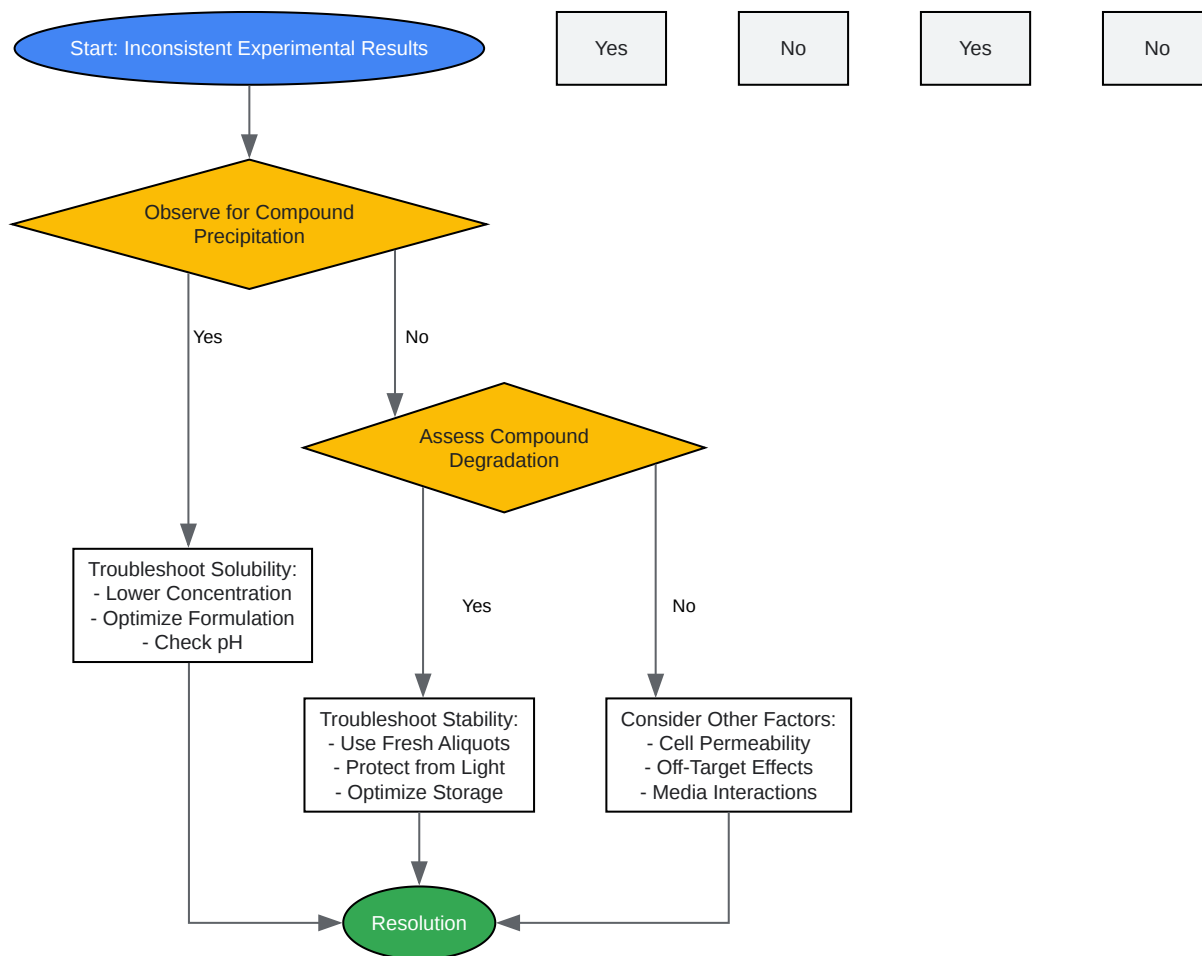 Start: Inconsistent Experimental Results
Yes
No
Yes
No
Observe for Compound
Precipitation
Yes
No
Assess Compound
Degradation
Troubleshoot Solubility:
- Lower Concentration
- Optimize Formulation
- Check pH
Yes
No
Troubleshoot Stability:
- Use Fresh Aliquots
- Protect from Light
- Optimize Storage
Consider Other Factors:
- Cell Permeability
- Off-Target Effects
- Media Interactions
Resolution